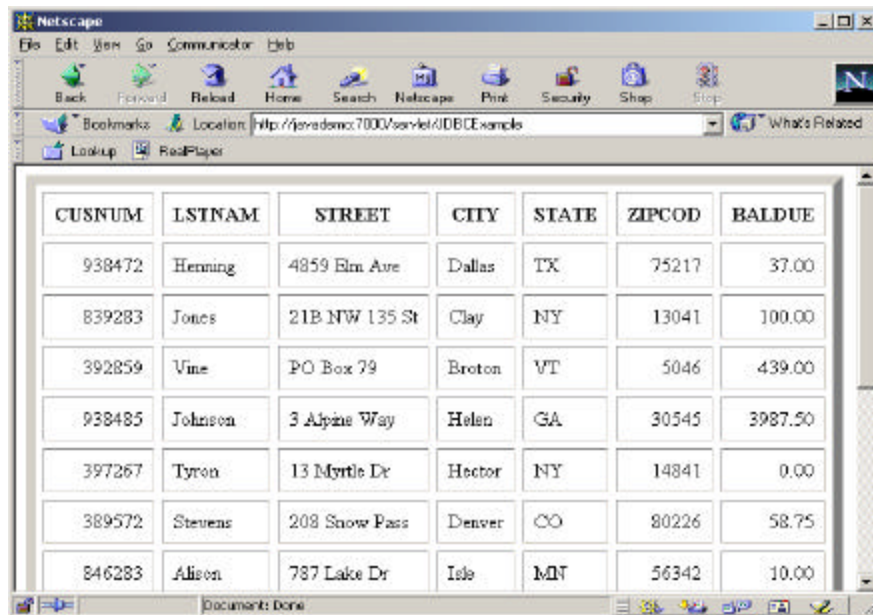 Netscape
File Edit View Go Communicator Help
Back Forward Reload Home Search Netscape Print Security Shop Stop
Bookmarks Location: http://javademo:7000/servlet/JDBCExample What's Related
Lookup RealPlayer
CUSNUM LSTNAM STREET CITY STATE ZIPCOD BALDUE
938472 Henning 4859 Elm Ave Dallas TX 75217 37.00
839283 Jones 21B NW 135 St Clay NY 13041 100.00
392859 Vine PO Box 79 Broton VT 5046 439.00
938485 Johnson 3 Alpine Way Helen GA 30545 3987.50
397267 Tyron 13 Myrtle Dr Hector NY 14841 0.00
389572 Stevens 208 Snow Pass Denver CO 80226 58.75
846283 Alison 787 Lake Dr Isle MN 56342 10.00
Document: Done